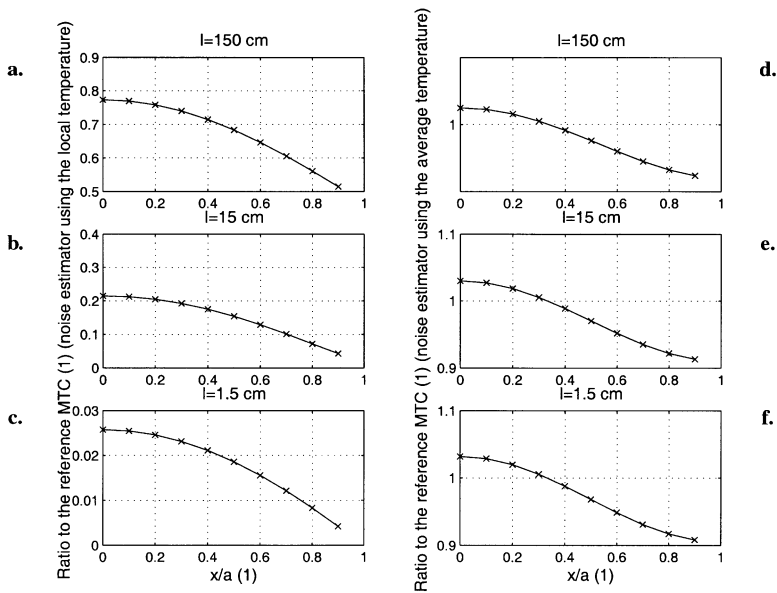 a.
l=150 cm
0.9
0.8
0.7
0.6
0.5
0 0.2 0.4 0.6 0.8 1
b.
l=15 cm
0.4
0.3
0.2
0.1
0
0 0.2 0.4 0.6 0.8 1
c.
l=1.5 cm
0.03
0.02
0.01
0
0 0.2 0.4 0.6 0.8 1
x/a (1)
Ratio to the reference MTC (1) (noise estimator using the local temperature)
d.
l=150 cm
1
0 0.2 0.4 0.6 0.8 1
e.
l=15 cm
1.1
1
0.9
0 0.2 0.4 0.6 0.8 1
f.
l=1.5 cm
1.1
1
0.9
0 0.2 0.4 0.6 0.8 1
x/a (1)
Ratio to the reference MTC (1) (noise estimator using the average temperature)